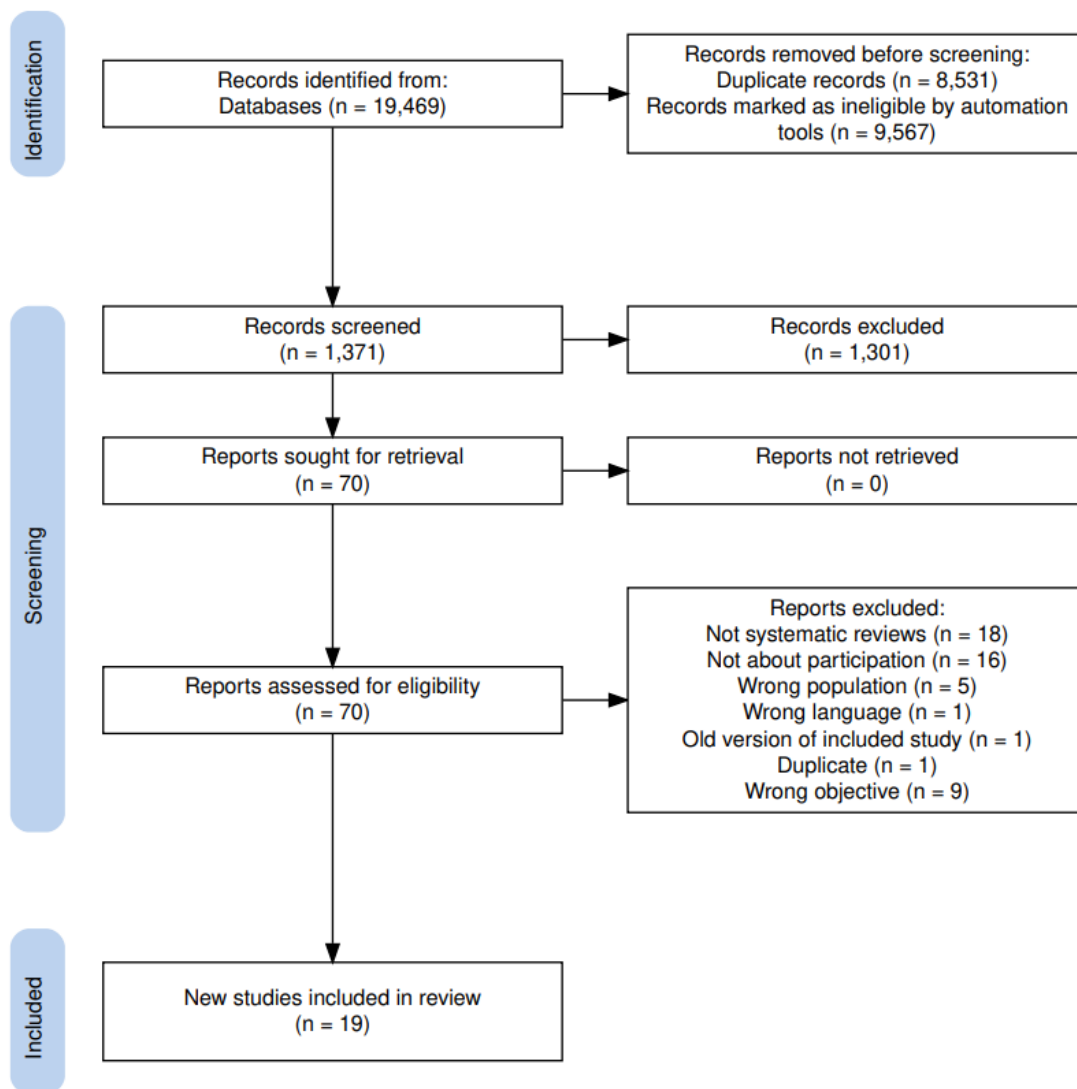 Identification
Records identified from:
Databases (n = 19,469)
Records removed before screening:
Duplicate records (n = 8,531)
Records marked as ineligible by automation
tools (n = 9,567)
Screening
Records screened
(n = 1,371)
Records excluded
(n = 1,301)
Reports sought for retrieval
(n = 70)
Reports not retrieved
(n = 0)
Reports assessed for eligibility
(n = 70)
Reports excluded:
Not systematic reviews (n = 18)
Not about participation (n = 16)
Wrong population (n = 5)
Wrong language (n = 1)
Old version of included study (n = 1)
Duplicate (n = 1)
Wrong objective (n = 9)
Included
New studies included in review
(n = 19)